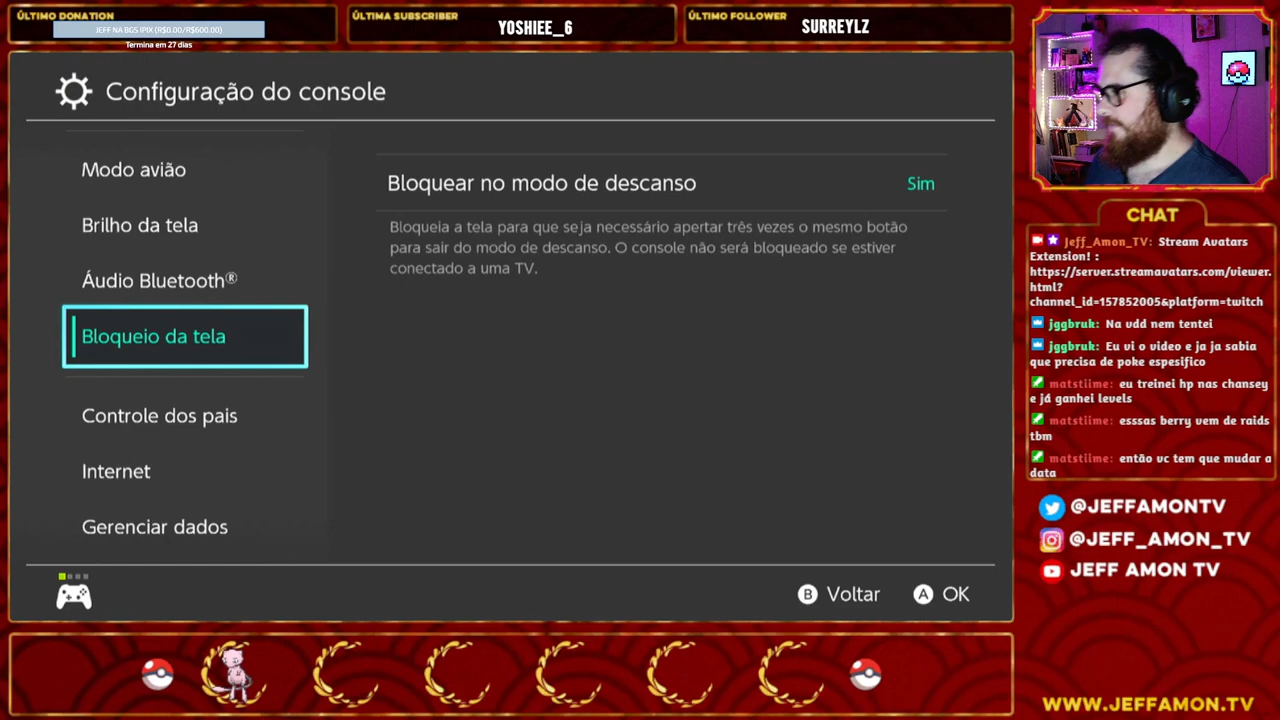 ÚLTIMO DONATION
JEFF NA BGS !PIX (R$0.00/R$600.00)
Termina em 27 dias
ÚLTIMA SUBSCRIBER
YOSHIEE_6
ÚLTIMO FOLLOWER
SURREYLZ
Configuração do console
Modo avião
Brilho da tela
Áudio Bluetooth®
Bloqueio da tela
Controle dos pais
Internet
Gerenciar dados
Bloquear no modo de descanso
Sim
Bloqueia a tela para que seja necessário apertar três vezes o mesmo botão
para sair do modo de descanso. O console não será bloqueado se estiver
conectado a uma TV.
B Voltar
A OK
CHAT
Jeff_Amon_TV: Stream Avatars
Extension! :
https://server.streamavatars.com/viewer.
html?
channel_id=157852005&platform=twitch
jggbruk: Na vdd nem tentei
jggbruk: Eu vi o video e ja ja sabia
que precisa de poke espesifico
matstiime: eu treinei hp nas chansey
e já ganhei levels
matstiime: esssas berry vem de raids
tbm
matstiime: então vc tem que mudar a
data
@JEFFAMONTV
@JEFF_AMON_TV
JEFF AMON TV
WWW.JEFFAMON.TV